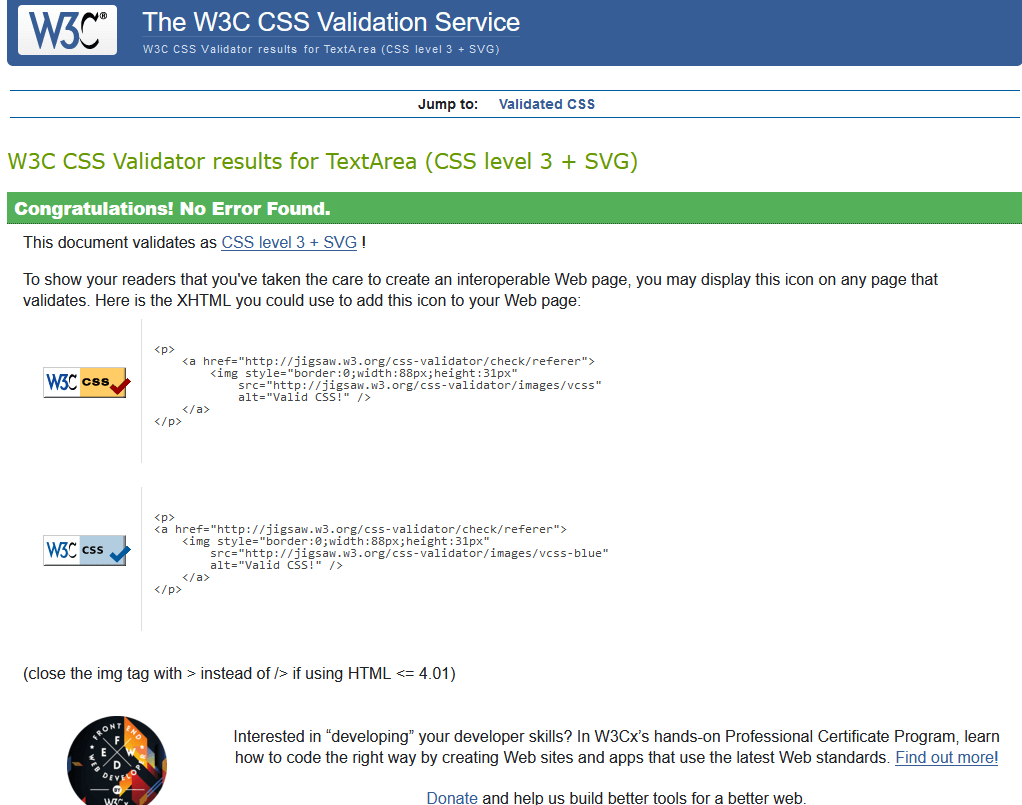 W3C®
The W3C CSS Validation Service
W3C CSS Validator results for TextArea (CSS level 3 + SVG)
Jump to: Validated CSS
W3C CSS Validator results for TextArea (CSS level 3 + SVG)
Congratulations! No Error Found.
This document validates as CSS level 3 + SVG !
To show your readers that you've taken the care to create an interoperable Web page, you may display this icon on any page that
validates. Here is the XHTML you could use to add this icon to your Web page:
W3C css
<p>
    <a href="http://jigsaw.w3.org/css-validator/check/referer">
        <img style="border:0;width:88px;height:31px"
            src="http://jigsaw.w3.org/css-validator/images/vcss"
            alt="Valid CSS!" />
    </a>
</p>
W3C css
<p>
<a href="http://jigsaw.w3.org/css-validator/check/referer">
    <img style="border:0;width:88px;height:31px"
        src="http://jigsaw.w3.org/css-validator/images/vcss-blue"
        alt="Valid CSS!" />
    </a>
</p>
(close the img tag with > instead of /> if using HTML <= 4.01)
FRONT END
F
E W
D
WEB DEVELOPER
BY
W3Cx
Interested in “developing” your developer skills? In W3Cx’s hands-on Professional Certificate Program, learn
how to code the right way by creating Web sites and apps that use the latest Web standards. Find out more!
Donate and help us build better tools for a better web.